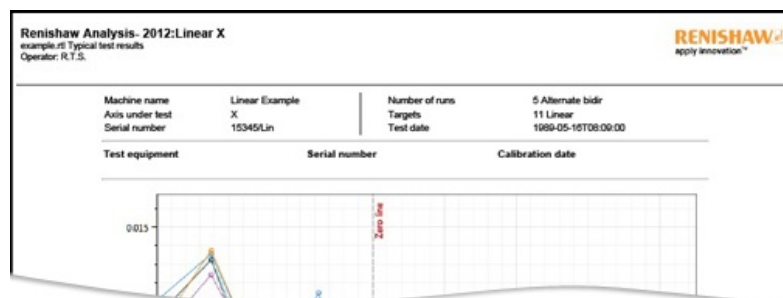 Renishaw Analysis- 2012:Linear X
example.rtl Typical test results
Operator: R.T.S.
RENISHAW
apply innovation™
Machine name Linear Example Number of runs 5 Alternate bidir
Axis under test X Targets 11 Linear
Serial number 15345/Lin Test date 1989-05-16T08:09:00
Test equipment Serial number Calibration date
0.015
Zero line